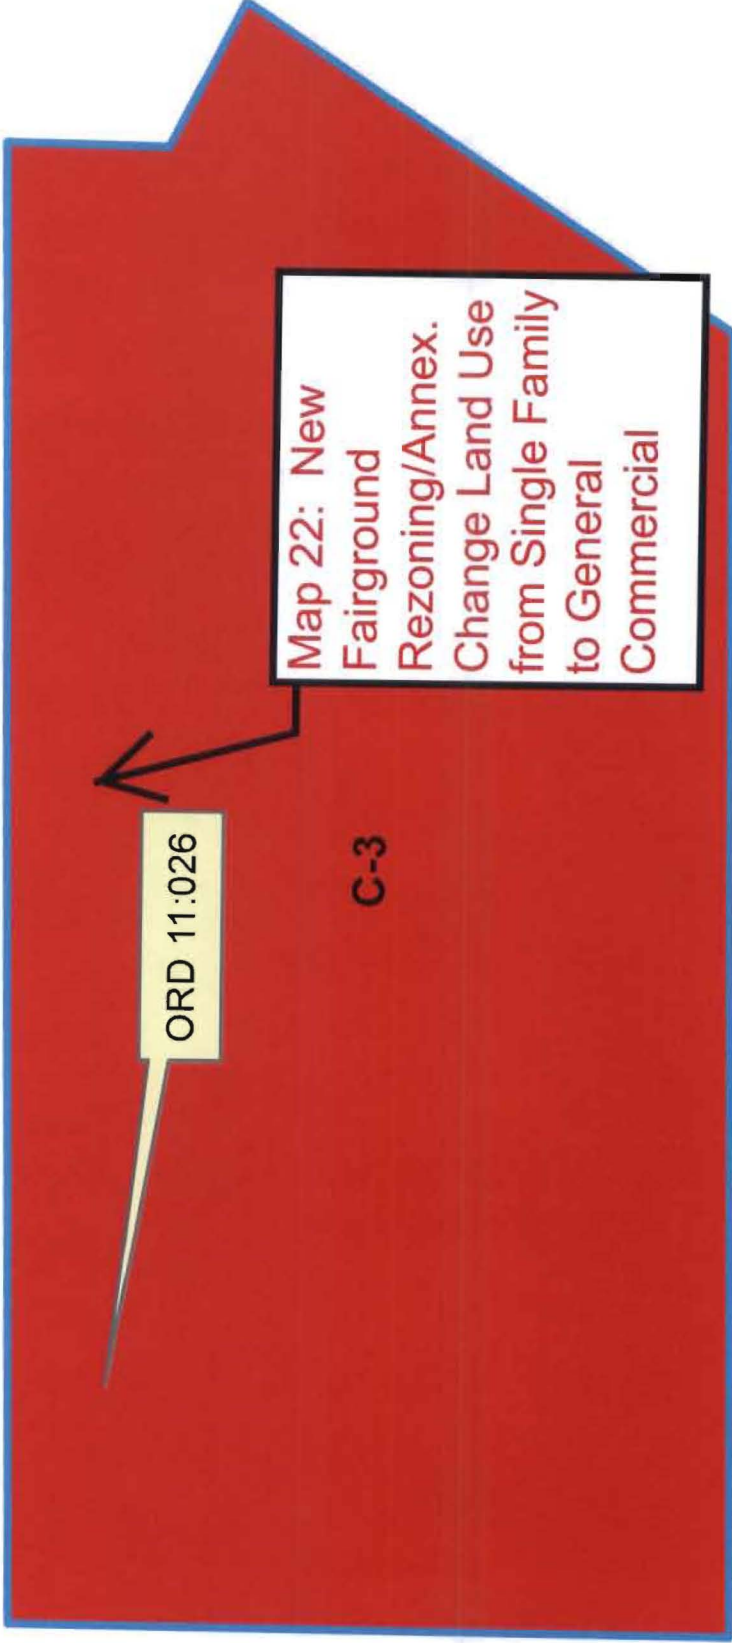 Map 22: New
Fairground
Rezoning/Annex.
Change Land Use
from Single Family
to General
Commercial
ORD 11:026
C-3